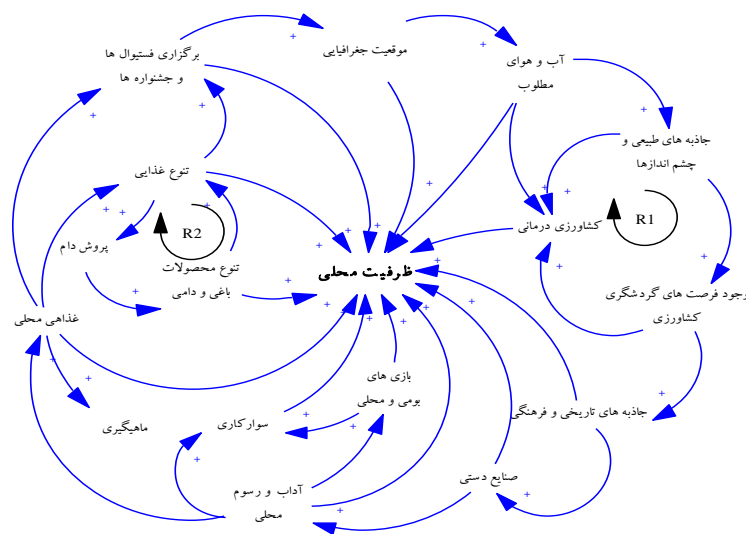 برگزاری فستیوال ها
و جشنواره ها
موقعیت جغرافیایی
آب و هوای
مطلوب
جاذبه های طبیعی و
چشم اندازها
تنوع غذایی
کشاورزی درمانی
R1
R2
پروش دام
تنوع محصولات
باغی و دامی
ظرفیت محلی
وجود فرصت های گردشگری
کشاورزی
غذاهی محلی
بازی های
بومی و محلی
جاذبه های تاریخی و فرهنگی
ماهیگیری
سوارکاری
صنایع دستی
آداب و رسوم
محلی